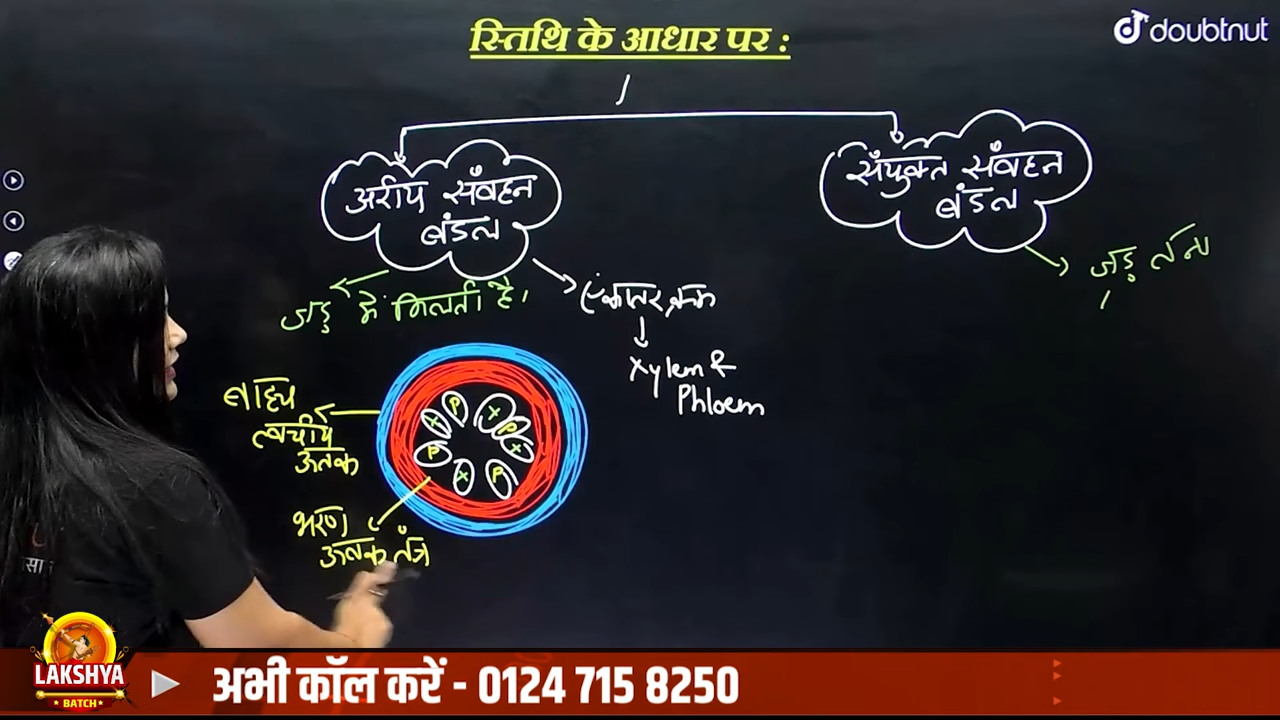 स्तिथि के आधार पर :
doubtnut
अरीय संवहन
बंडल
संयुक्त संवहन
बंडल
जड़ में मिलती है।
एकांतर क्रम
Xylem &
Phloem
जड़ तना
बाह्य
त्वचीय
ऊतक
P X
X P
P X
X P
भरण
ऊतक तंत्र
LAKSHYA
BATCH
अभी कॉल करें - 0124 715 8250